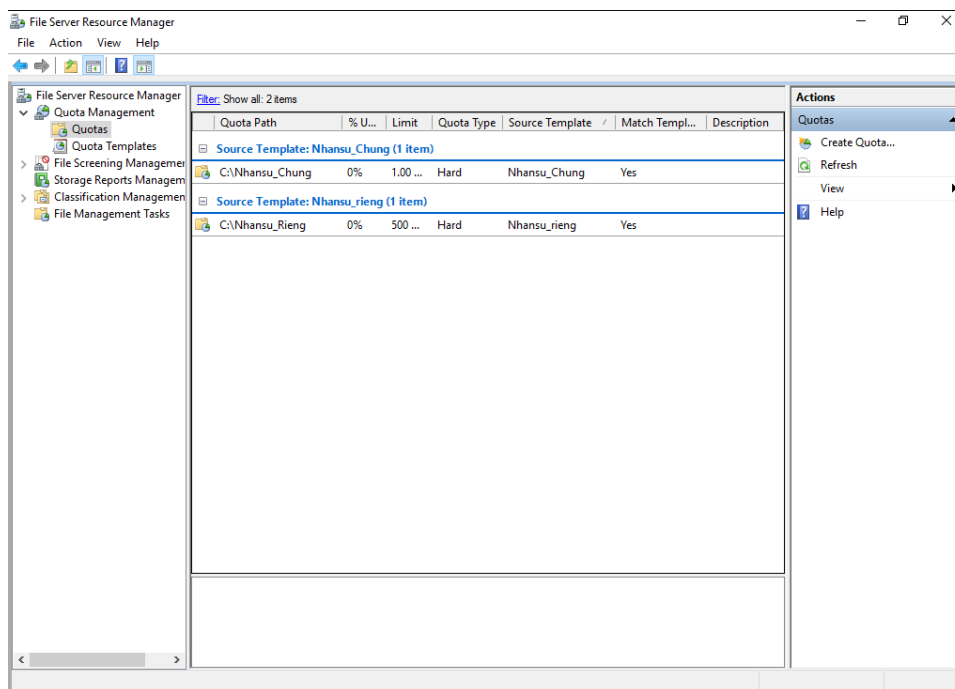 File Server Resource Manager
File Action View Help
File Server Resource Manager
Quota Management
Quotas
Quota Templates
File Screening Managemer
Storage Reports Managem
Classification Managemen
File Management Tasks
Filter: Show all: 2 items
Quota Path % U... Limit Quota Type Source Template Match Templ... Description
Source Template: Nhansu_Chung (1 item)
C:\Nhansu_Chung 0% 1.00 ... Hard Nhansu_Chung Yes
Source Template: Nhansu_rieng (1 item)
C:\Nhansu_Rieng 0% 500 ... Hard Nhansu_rieng Yes
Actions
Quotas
Create Quota...
Refresh
View
Help